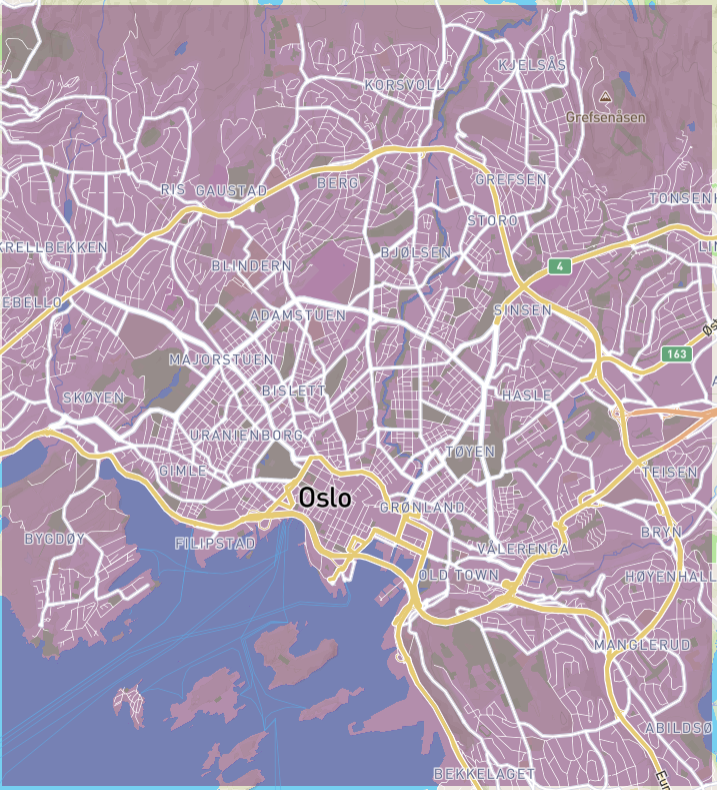 KJELSÅS
KORSVOLL
Grefsenåsen
GREFSEN
BERG
RIS
GAUSTAD
TONSENH
STORO
KRELLBEKKEN
BJØLSEN
LIN
BLINDERN
4
EBELLO
SINSEN
ADAMSTUEN
Øst
163
MAJORSTUEN
A
BISLETT
HASLE
SKØYEN
URANIENBORG
TØYEN
GIMLE
TEISEN
Oslo
GRØNLAND
BRYN
BYGDØY
FILIPSTAD
VÅLERENGA
OLD TOWN
HØYENHALL
MANGLERUD
ABILDSØ
BEKKELAGET
Eur